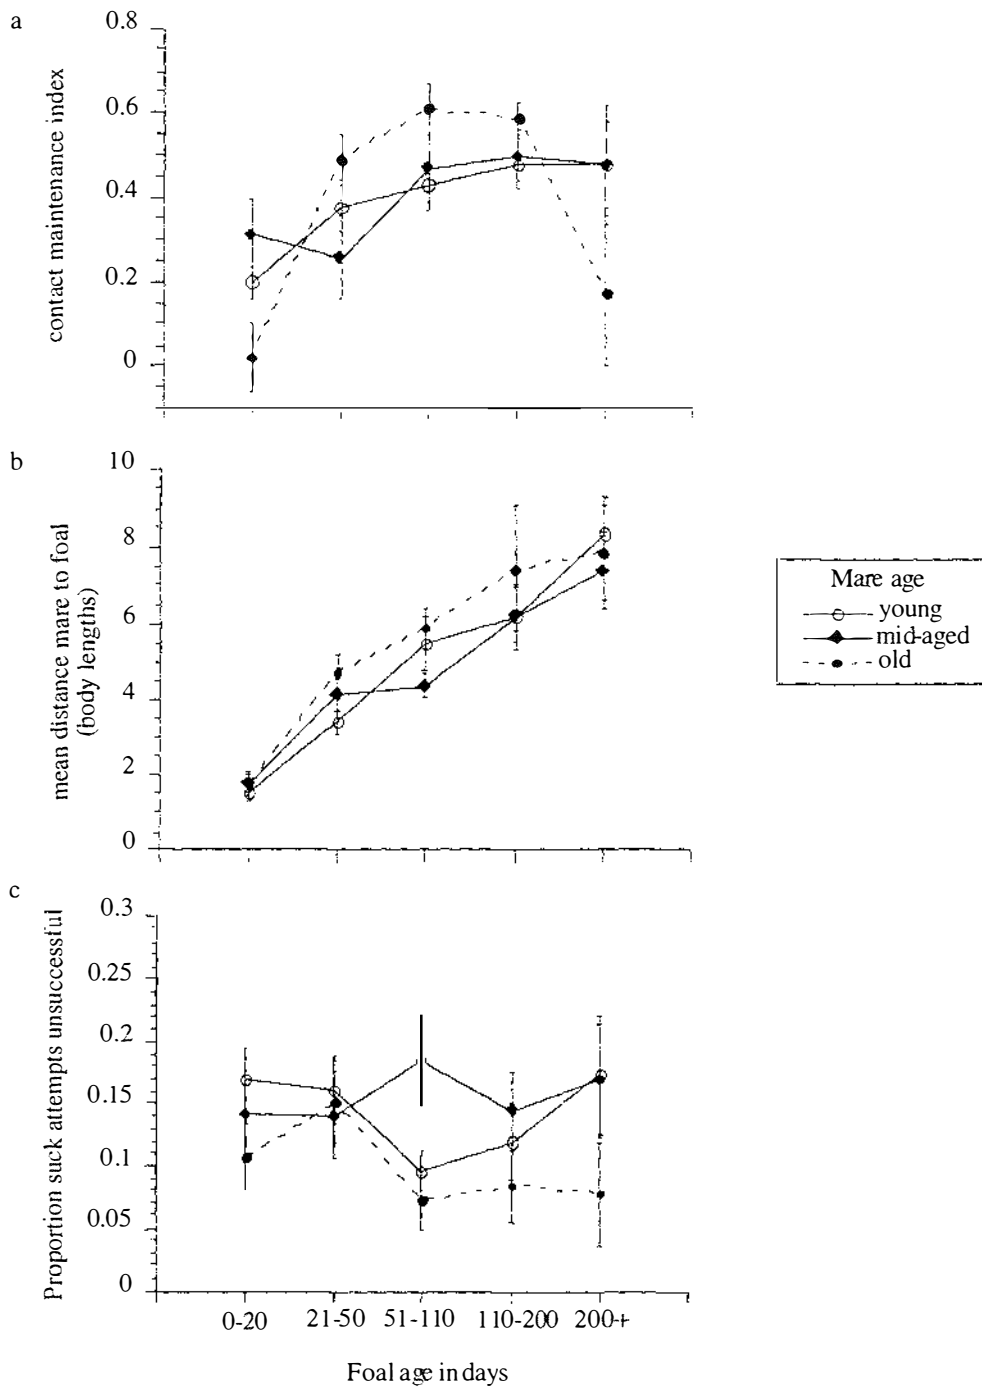 a
0.8
0.6
0.4
0.2
0
contact maintenance index
b
10
8
6
4
2
0
mean distance mare to foal
(body lengths)
Mare age
young
mid-aged
old
c
0.3
0.25
0.2
0.15
0.1
0.05
0
Proportion suck attempts unsuccessful
0-20 21-50 51-110 110-200 200+
Foal age in days